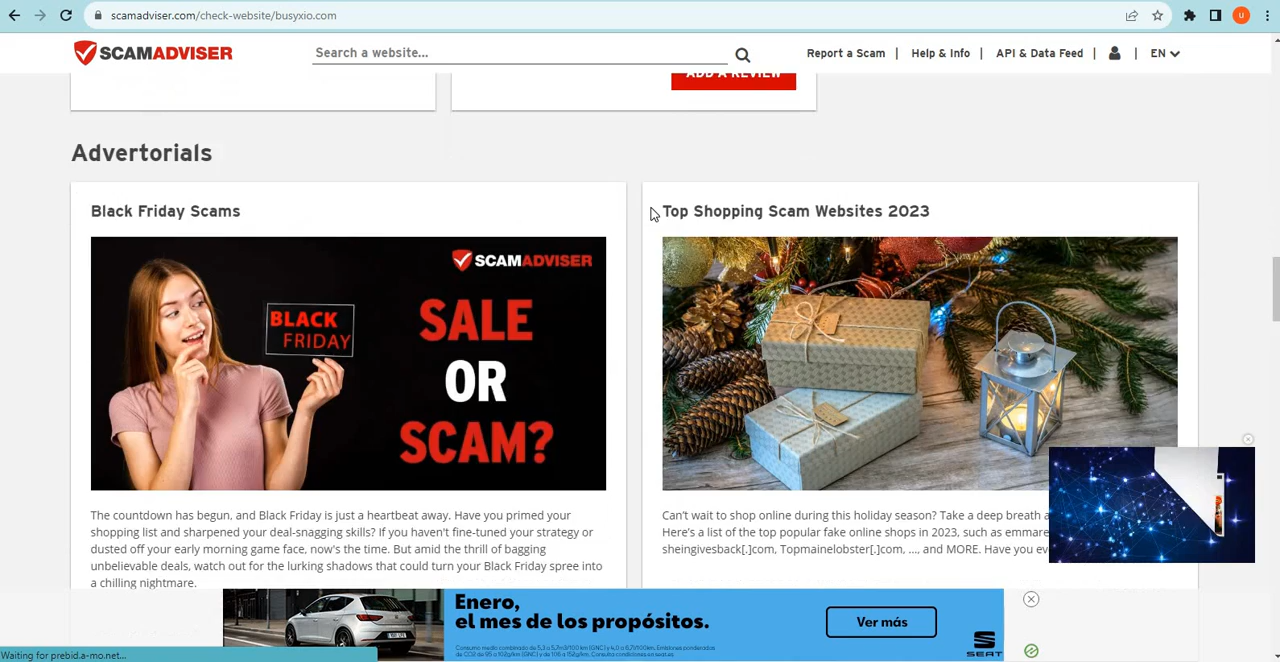 scamadviser.com/check-website/busyxio.com
U
SCAMADVISER
Search a website...
Report a Scam | Help & Info | API & Data Feed | | EN
ADD A REVIEW
Advertorials
Black Friday Scams
SCAMADVISER
BLACK
FRIDAY
SALE
OR
SCAM?
The countdown has begun, and Black Friday is just a heartbeat away. Have you primed your
shopping list and sharpened your deal-snagging skills? If you haven't fine-tuned your strategy or
dusted off your early morning game face, now's the time. But amid the thrill of bagging
unbelievable deals, watch out for the lurking shadows that could turn your Black Friday spree into
a chilling nightmare.
Top Shopping Scam Websites 2023
Can't wait to shop online during this holiday season? Take a deep breath a
Here's a list of the top popular fake online shops in 2023, such as emmare
sheingivesback[.]com, Topmainelobster[.]com, ..., and MORE. Have you ev
Enero,
el mes de los propósitos.
Ver más
SEAT
Waiting for prebid.a-mo.net...